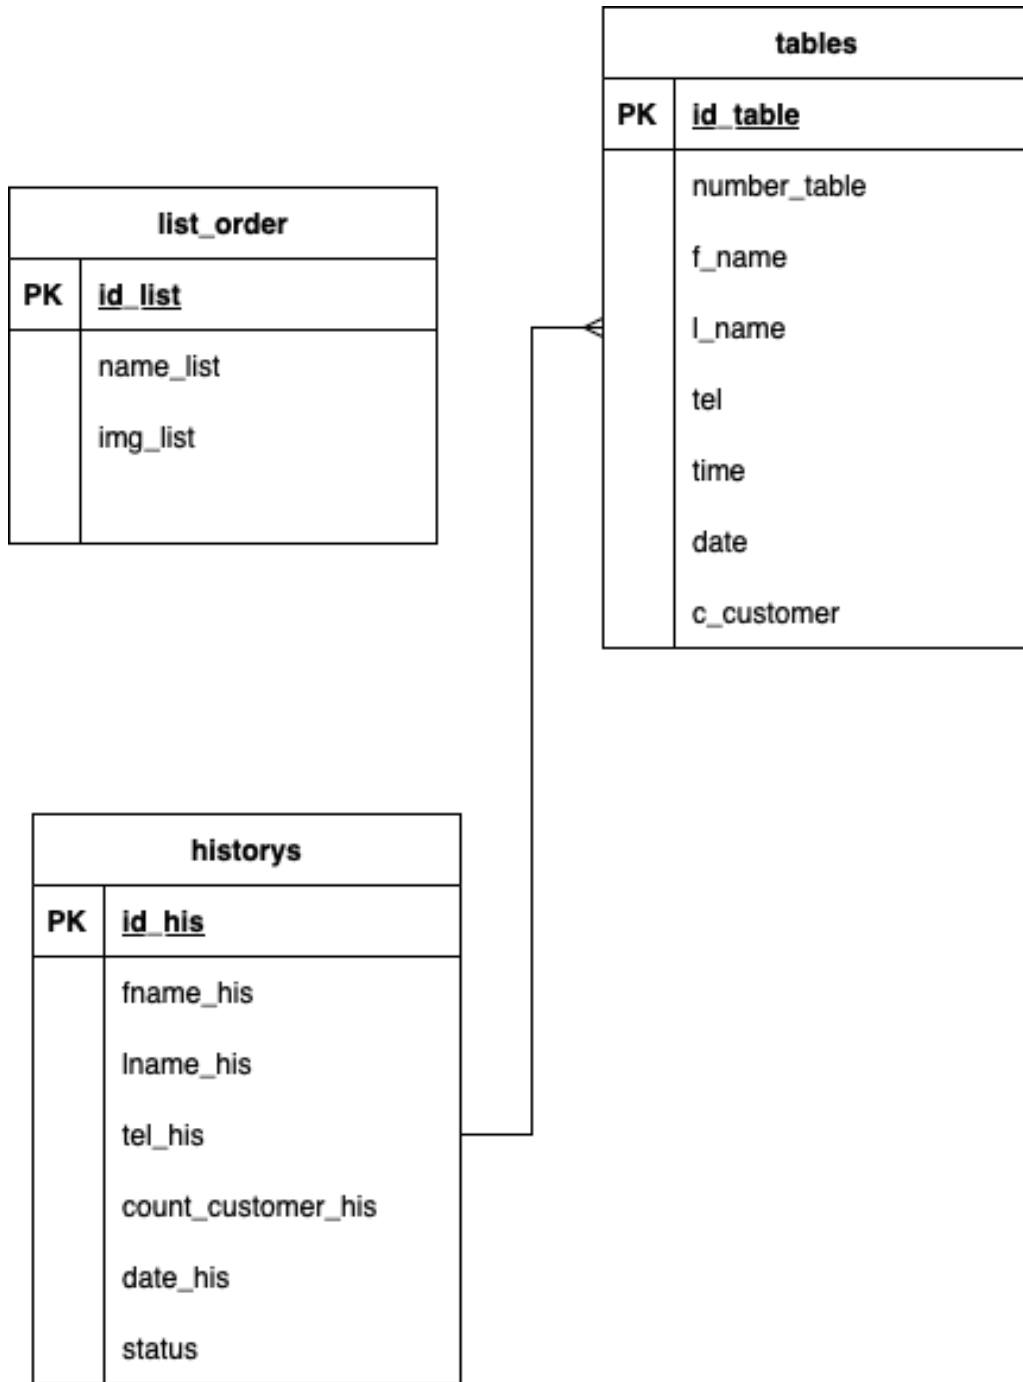 tables
PK id_table
number_table
f_name
l_name
tel
time
date
c_customer
list_order
PK id_list
name_list
img_list
historys
PK id_his
fname_his
lname_his
tel_his
count_customer_his
date_his
status